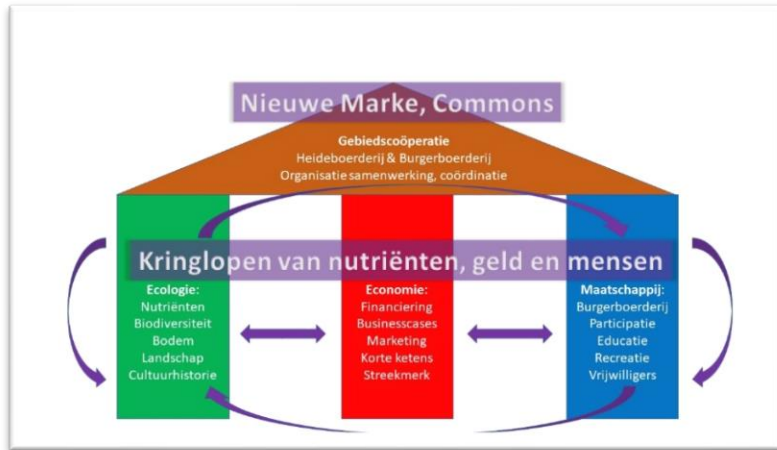 Nieuwe Marke, Commons
Gebiedscoöperatie
Heideboerderij & Burgerboerderij
Organisatie samenwerking, coördinatie
Kringlopen van nutriënten, geld en mensen
Ecologie:
Nutriënten
Biodiversiteit
Bodem
Landschap
Cultuurhistorie
Economie:
Financiering
Businesscases
Marketing
Korte ketens
Streekmerk
Maatschappij:
Burgerboerderij
Participatie
Educatie
Recreatie
Vrijwilligers